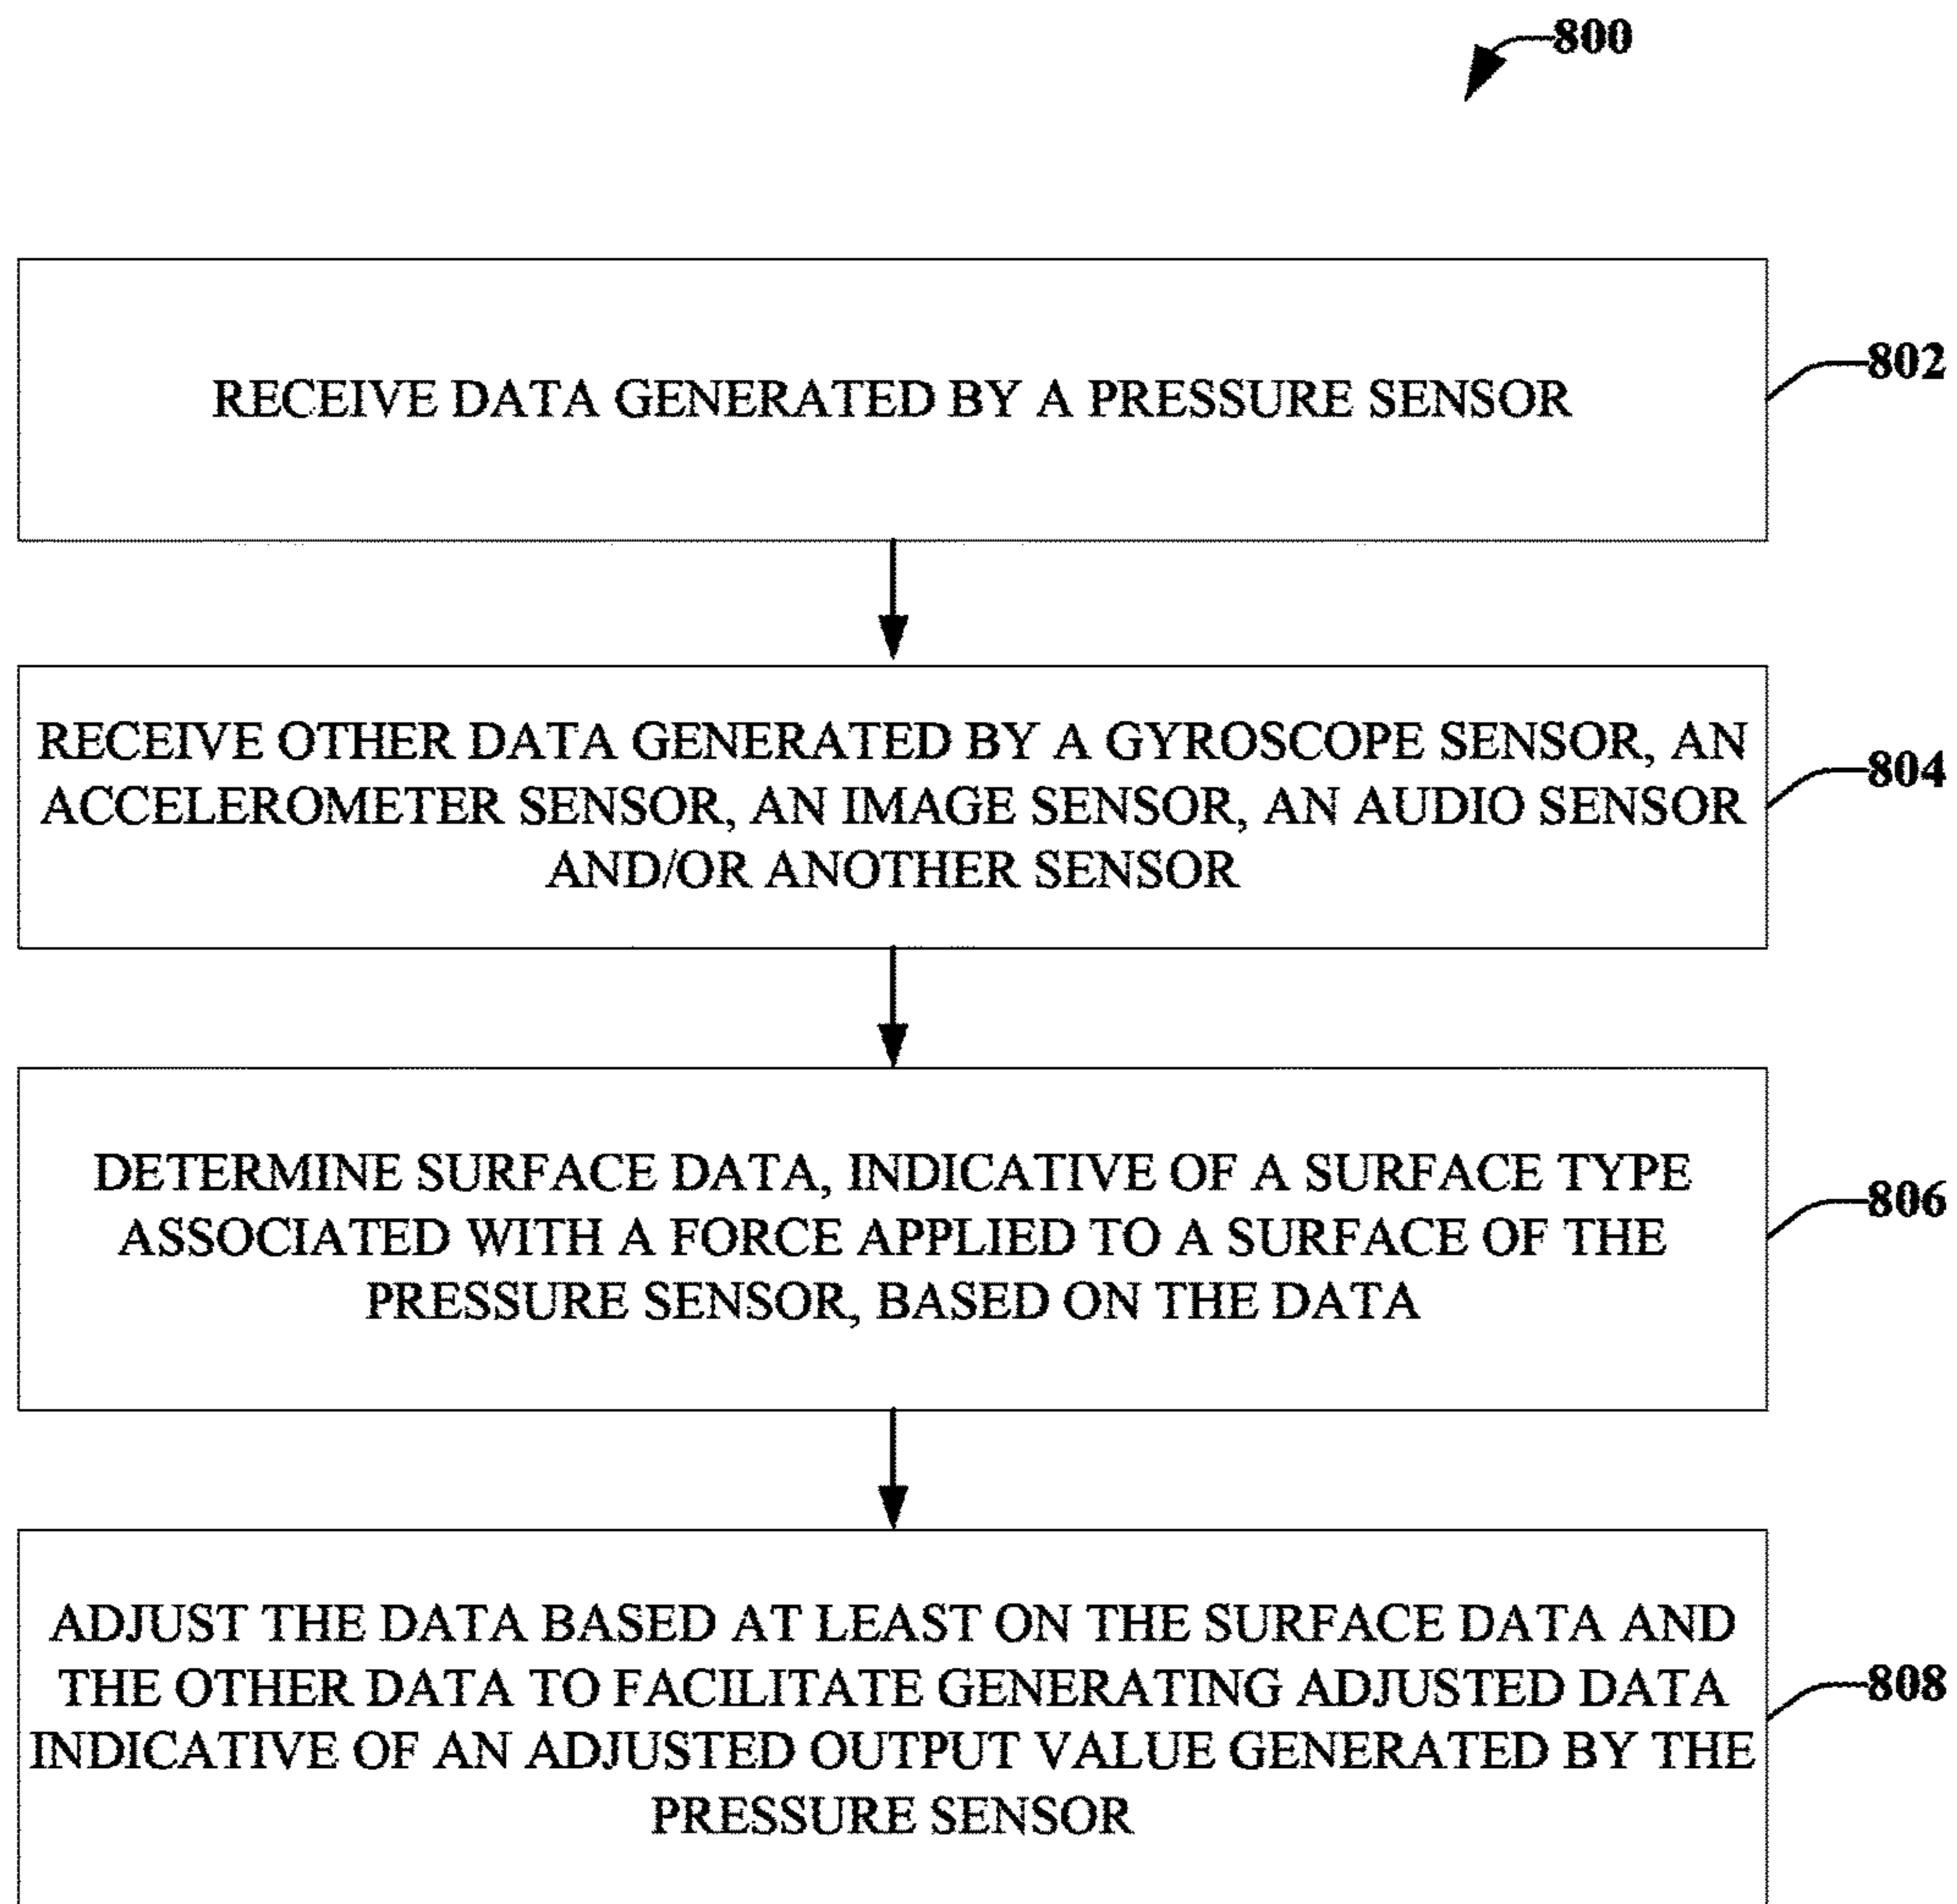 800
RECEIVE DATA GENERATED BY A PRESSURE SENSOR
802
RECEIVE OTHER DATA GENERATED BY A GYROSCOPE SENSOR, AN
ACCELEROMETER SENSOR, AN IMAGE SENSOR, AN AUDIO SENSOR
AND/OR ANOTHER SENSOR
804
DETERMINE SURFACE DATA, INDICATIVE OF A SURFACE TYPE
ASSOCIATED WITH A FORCE APPLIED TO A SURFACE OF THE
PRESSURE SENSOR, BASED ON THE DATA
806
ADJUST THE DATA BASED AT LEAST ON THE SURFACE DATA AND
THE OTHER DATA TO FACILITATE GENERATING ADJUSTED DATA
INDICATIVE OF AN ADJUSTED OUTPUT VALUE GENERATED BY THE
PRESSURE SENSOR
808